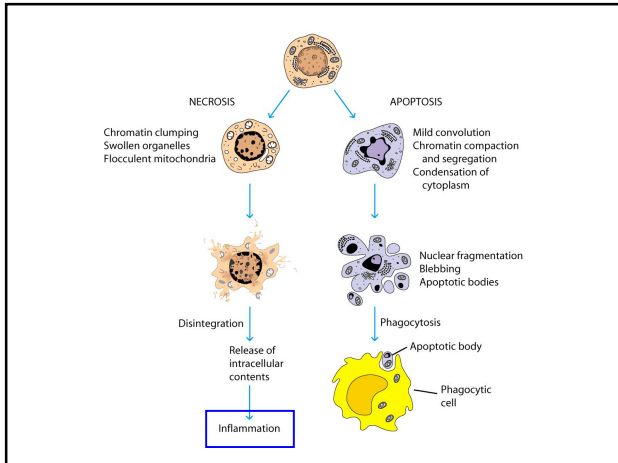 NECROSIS
APOPTOSIS
Chromatin clumping
Swollen organelles
Flocculent mitochondria
Mild convolution
Chromatin compaction
and segregation
Condensation of
cytoplasm
Nuclear fragmentation
Blebbing
Apoptotic bodies
Disintegration
Phagocytosis
Release of
intracellular
contents
Apoptotic body
Phagocytic
cell
Inflammation